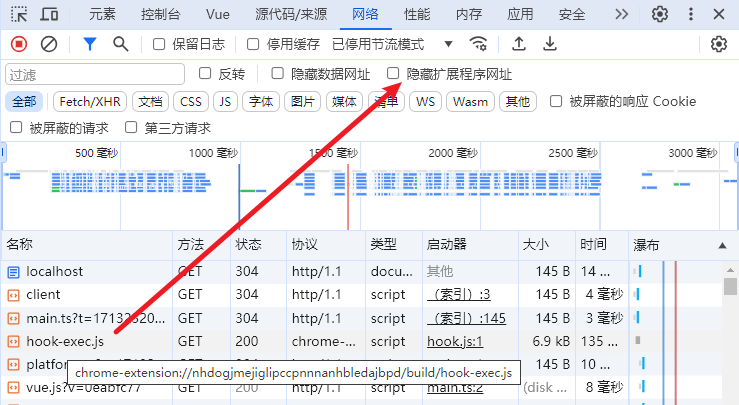 元素 控制台 Vue 源代码/来源 网络 性能 内存 应用 安全
保留日志 停用缓存 已停用节流模式
过滤 反转 隐藏数据网址 隐藏扩展程序网址
全部 Fetch/XHR 文档 CSS JS 字体 图片 媒体 清单 WS Wasm 其他 被屏蔽的响应 Cookie
被屏蔽的请求 第三方请求
500 毫秒 1000 毫秒 1500 毫秒 2000 毫秒 2500 毫秒 3000 毫秒
名称 方法 状态 协议 类型 启动器 大小 时间 瀑布
localhost GET 304 http/1.1 docu... 其他 145 B 14 ...
client GET 304 http/1.1 script （索引）:3 145 B 4 毫秒
main.ts?t=17132320... GET 304 http/1.1 script （索引）:145 145 B 3 毫秒
hook-exec.js GET 200 chrome-... script hook.js:1 6.9 kB 135 ...
145 B 10 ...
chrome-extension://nhdogjmejiglipccpnnnanhbledajbpd/build/hook-exec.js
vue.js?v=0eabfc77 GET 200 http/1.1 script main.ts:2 (disk ... 8 毫秒